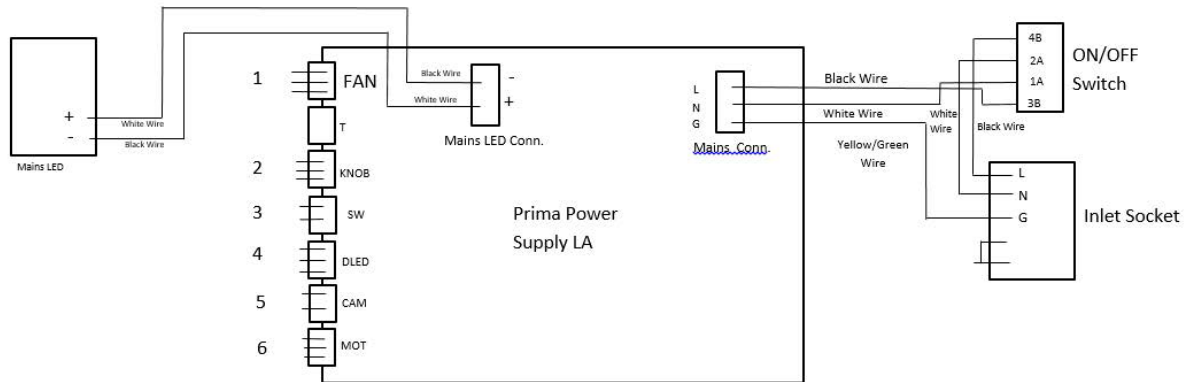 +
White Wire
-
Black Wire
Mains LED
1
FAN
T
2
KNOB
3
SW
4
DLED
5
CAM
6
MOT
Black Wire
-
White Wire
+
Mains LED Conn.
Prima Power
Supply LA
L
N
G
Mains Conn.
Black Wire
White Wire
Yellow/Green
Wire
White
Wire
Black Wire
4B
2A
1A
3B
ON/OFF
Switch
L
N
G
Inlet Socket